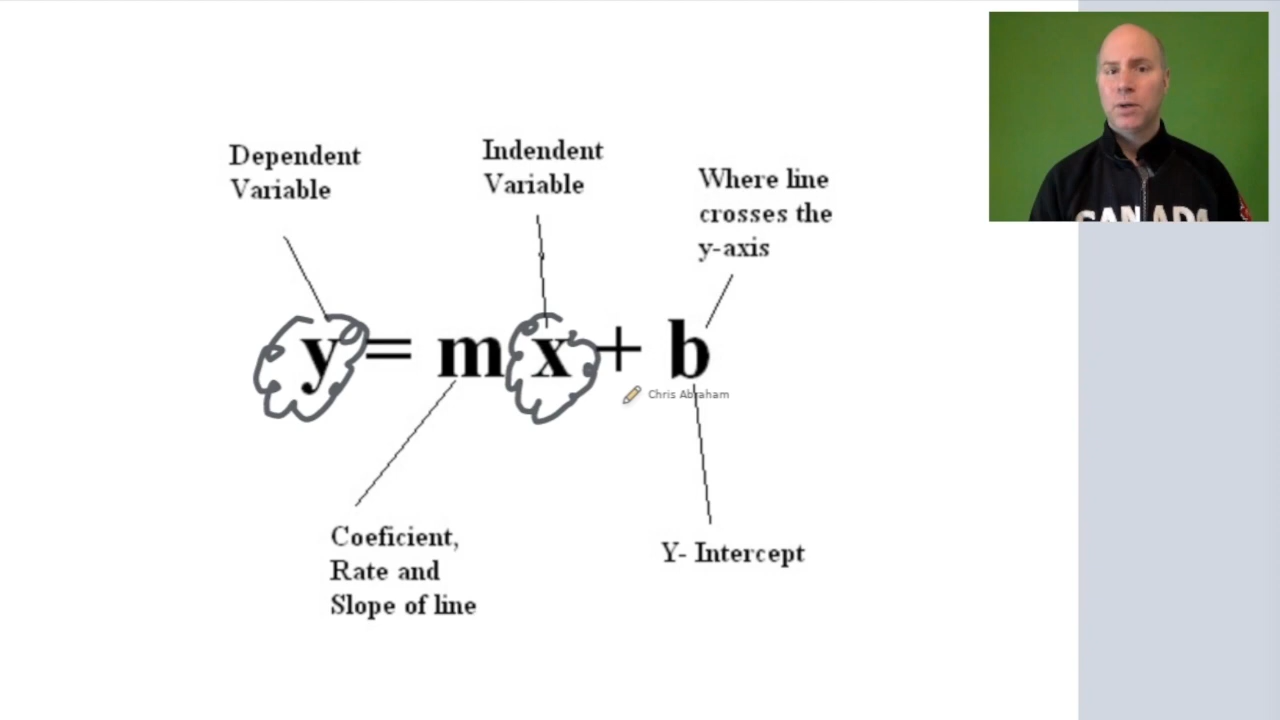 Dependent
Variable
Indendent
Variable
Where line
crosses the
y-axis
y = mx + b
Chris Abraham
Coeficient,
Rate and
Slope of line
Y- Intercept
CANADA